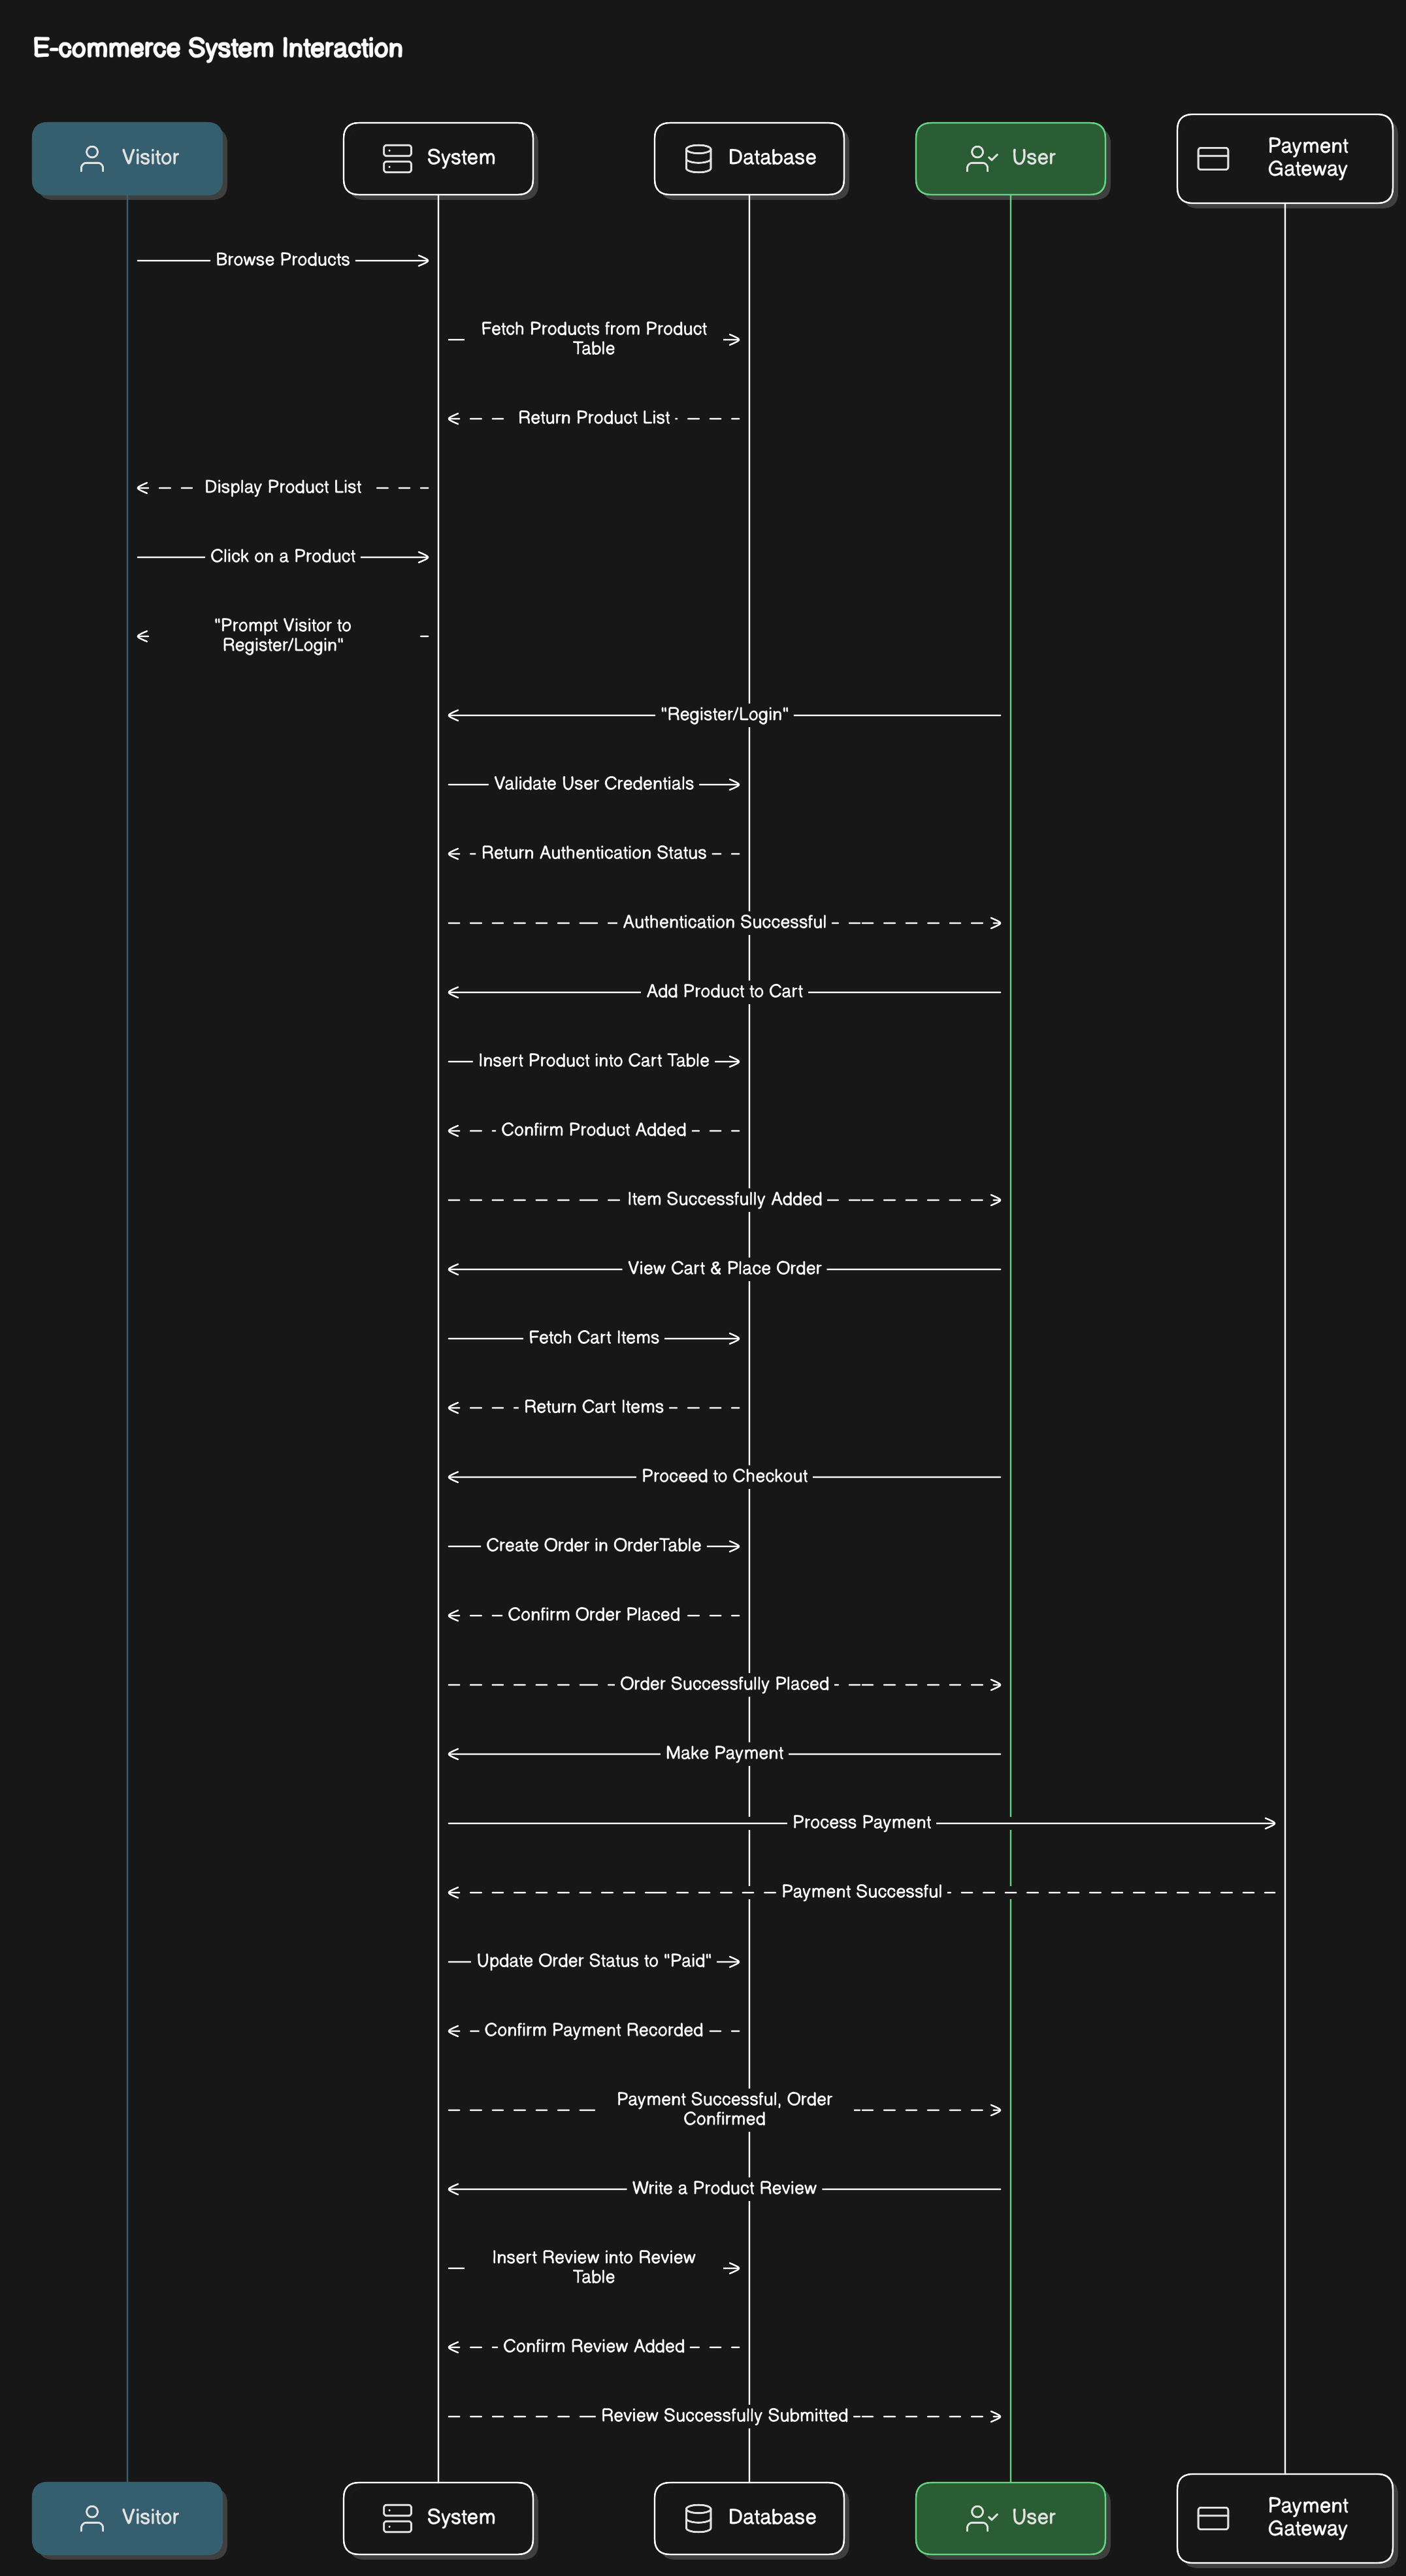 E-commerce System Interaction
Visitor
System
Database
User
Payment
Gateway
Browse Products
Fetch Products from Product
Table
Return Product List
Display Product List
Click on a Product
"Prompt Visitor to
Register/Login"
"Register/Login"
Validate User Credentials
Return Authentication Status
Authentication Successful
Add Product to Cart
Insert Product into Cart Table
Confirm Product Added
Item Successfully Added
View Cart & Place Order
Fetch Cart Items
Return Cart Items
Proceed to Checkout
Create Order in OrderTable
Confirm Order Placed
Order Successfully Placed
Make Payment
Process Payment
Payment Successful
Update Order Status to "Paid"
Confirm Payment Recorded
Payment Successful, Order
Confirmed
Write a Product Review
Insert Review into Review
Table
Confirm Review Added
Review Successfully Submitted
Visitor
System
Database
User
Payment
Gateway